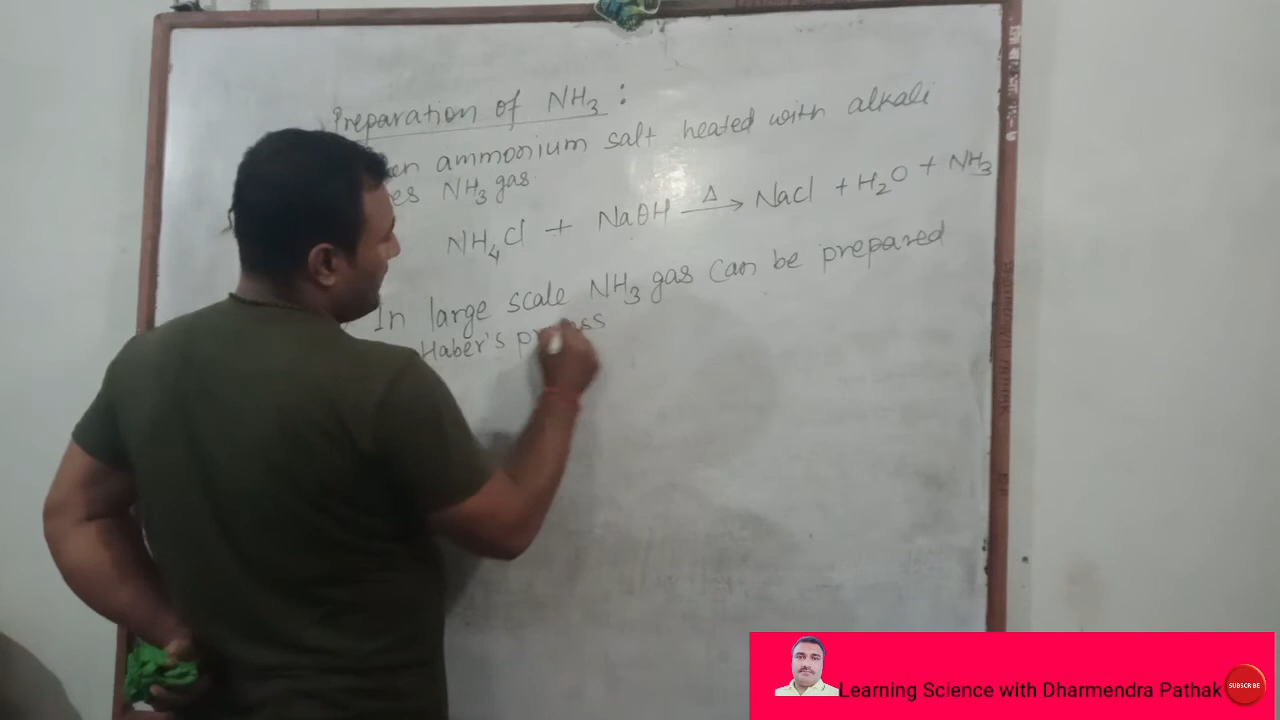 Preparation of NH3 :
ammonium salt heated with alkali
NH3 gas.
NH4Cl + NaOH Δ→ NaCl + H2O + NH3
In large scale NH3 gas can be prepared
Haber's
Learning Science with Dharmendra Pathak
SUBSCRIBE